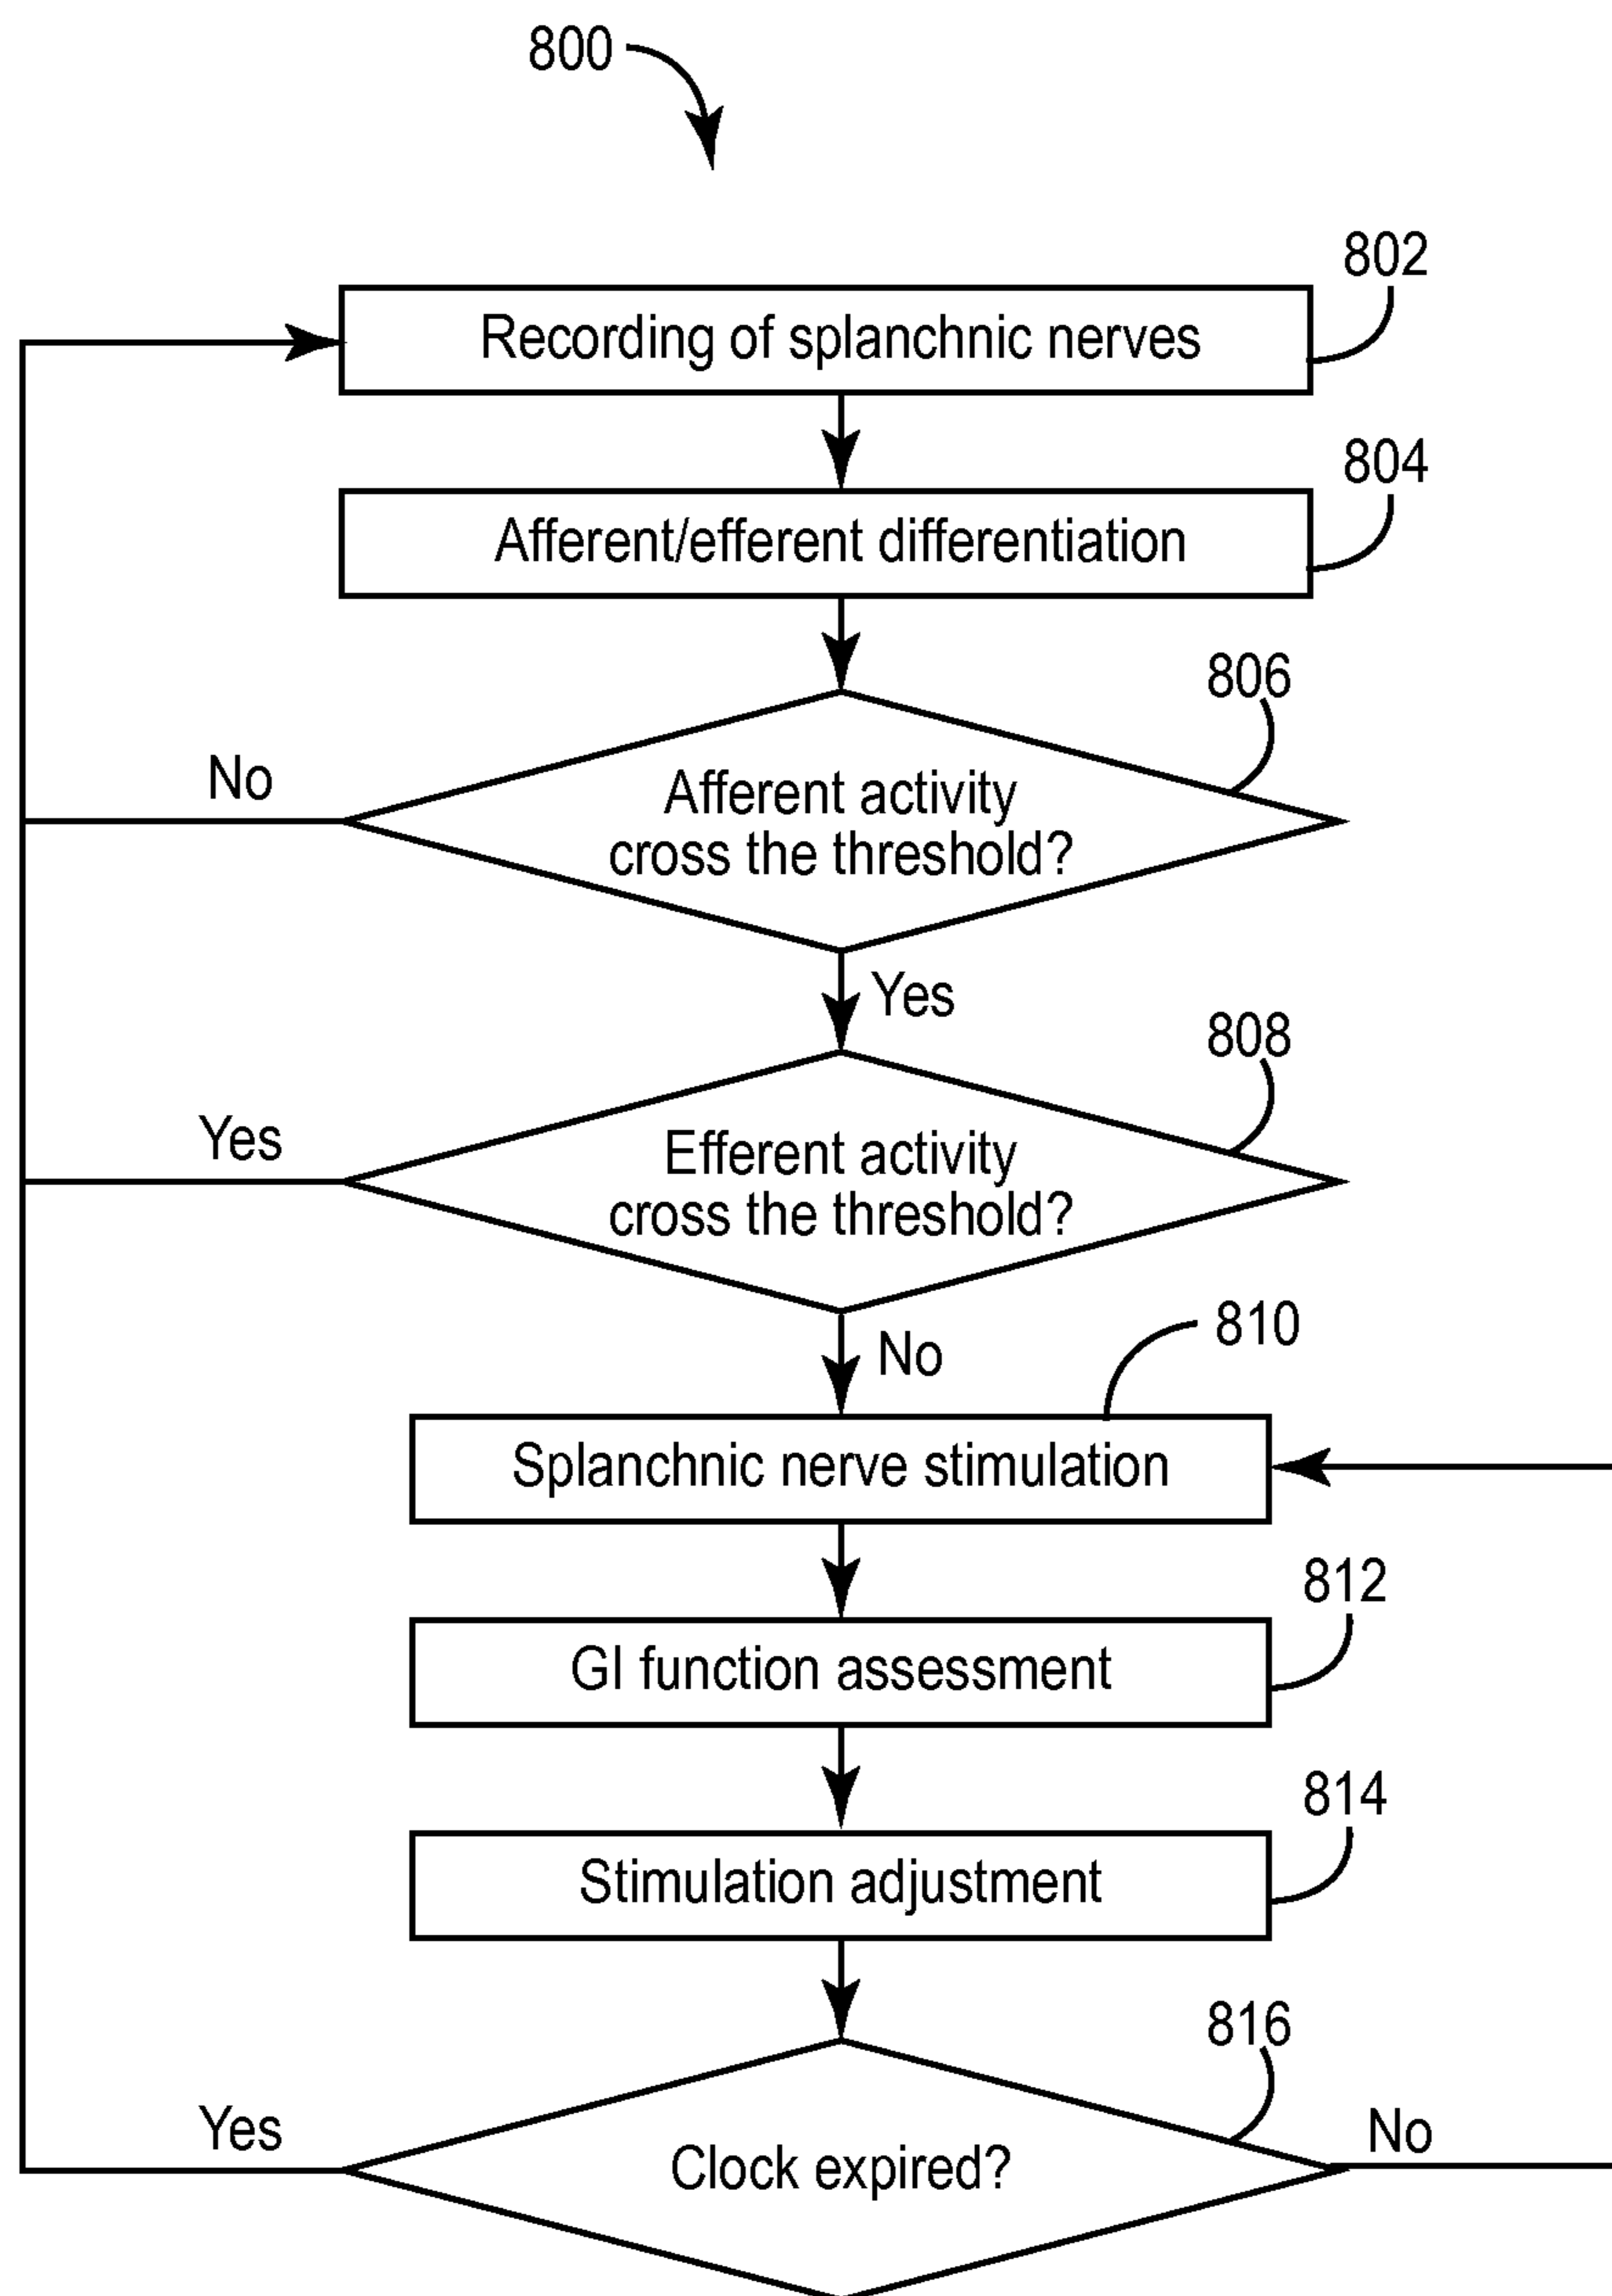 800
802
Recording of splanchnic nerves
804
Afferent/efferent differentiation
806
No
Afferent activity
cross the threshold?
Yes
808
Yes
Efferent activity
cross the threshold?
810
No
Splanchnic nerve stimulation
812
GI function assessment
814
Stimulation adjustment
816
Yes
No
Clock expired?